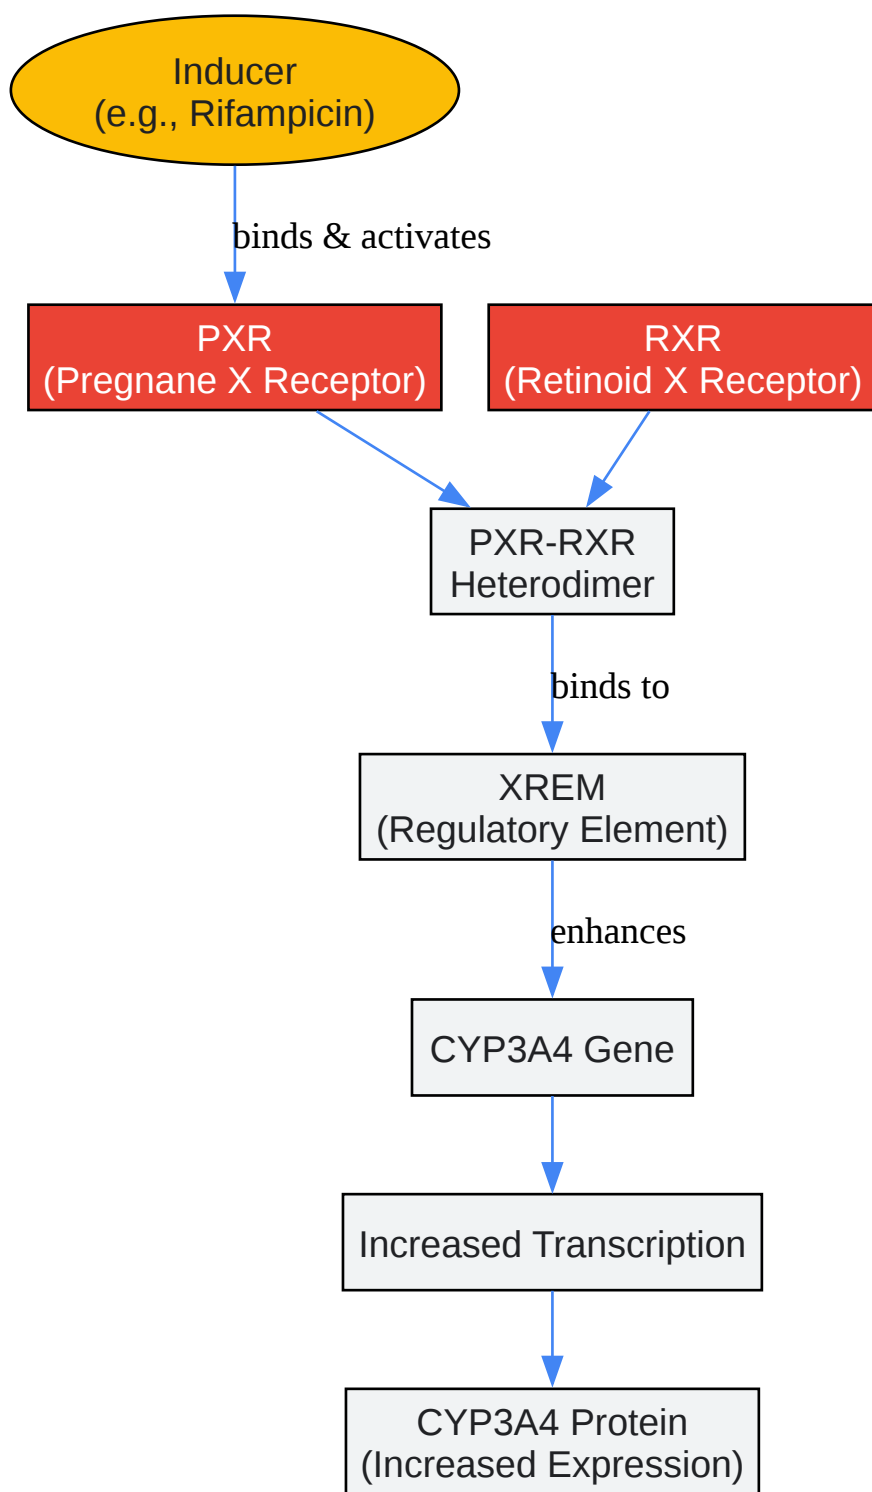 Inducer
(e.g., Rifampicin)
binds & activates
PXR
(Pregnane X Receptor)
RXR
(Retinoid X Receptor)
PXR-RXR
Heterodimer
binds to
XREM
(Regulatory Element)
enhances
CYP3A4 Gene
Increased Transcription
CYP3A4 Protein
(Increased Expression)